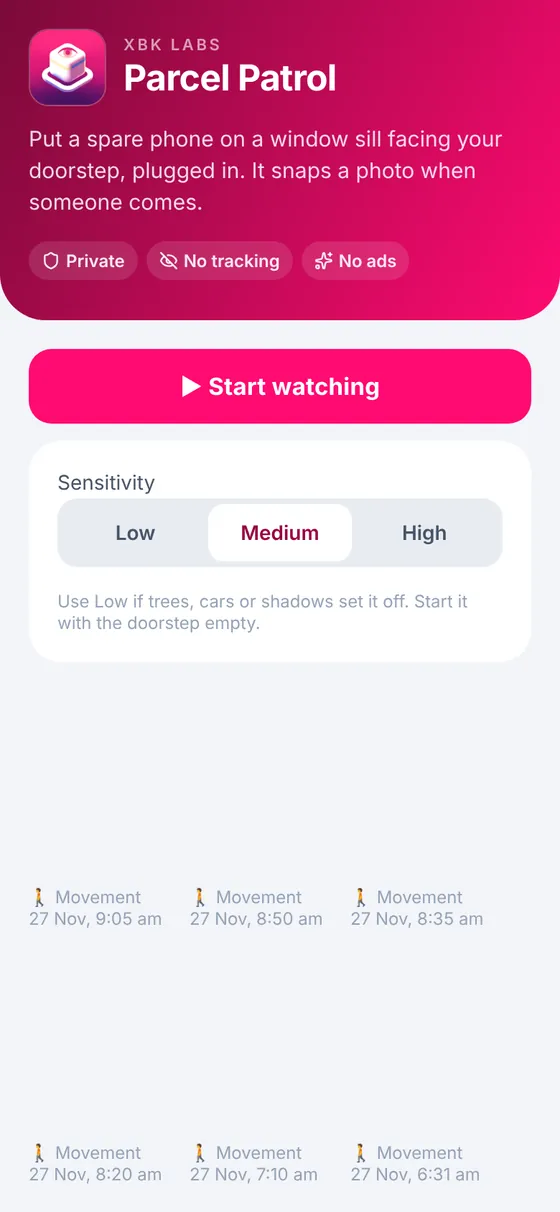 XBK LABS
Parcel Patrol
Put a spare phone on a window sill facing your
doorstep, plugged in. It snaps a photo when
someone comes.
Private No tracking No ads
▶ Start watching
Sensitivity
Low Medium High
Use Low if trees, cars or shadows set it off. Start it
with the doorstep empty.
🚶 Movement 🚶 Movement 🚶 Movement
27 Nov, 9:05 am 27 Nov, 8:50 am 27 Nov, 8:35 am
🚶 Movement 🚶 Movement 🚶 Movement
27 Nov, 8:20 am 27 Nov, 7:10 am 27 Nov, 6:31 am